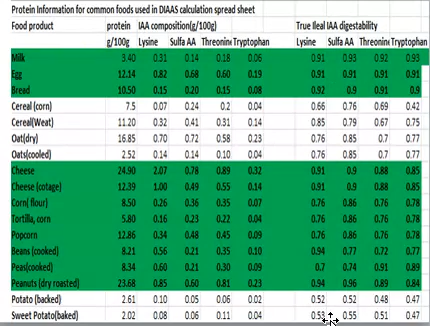 Protein Information for common foods used in DIAAS calculation spread sheet
Food product protein IAA composition(g/100g) True Ileal IAA digestability
g/100g Lysine Sulfa AA Threonine Tryptophan Lysine Sulfa AA Threonine Tryptophan
Milk 3.40 0.31 0.14 0.18 0.06 0.91 0.93 0.92 0.93
Egg 12.14 0.82 0.68 0.60 0.19 0.91 0.91 0.91 0.91
Bread 10.50 0.15 0.20 0.15 0.08 0.92 0.9 0.91 0.9
Cereal (corn) 7.5 0.07 0.24 0.2 0.04 0.66 0.76 0.69 0.42
Cereal(Weat) 11.20 0.32 0.41 0.31 0.14 0.85 0.79 0.67 0.75
Oat(dry) 16.85 0.70 0.72 0.58 0.23 0.76 0.85 0.7 0.77
Oats(cooled) 2.52 0.14 0.14 0.10 0.04 0.76 0.85 0.7 0.77
Cheese 24.90 2.07 0.78 0.89 0.32 0.91 0.9 0.88 0.85
Cheese (cotage) 12.39 1.00 0.49 0.55 0.14 0.91 0.9 0.88 0.85
Corn( flour) 8.50 0.26 0.36 0.35 0.07 0.76 0.86 0.76 0.78
Tortilla, corn 5.80 0.16 0.23 0.22 0.04 0.76 0.86 0.76 0.78
Popcorn 12.86 0.34 0.48 0.45 0.09 0.76 0.86 0.76 0.78
Beans (cooked) 8.21 0.56 0.21 0.35 0.10 0.94 0.77 0.72 0.77
Peas(cooked) 8.34 0.60 0.21 0.30 0.09 0.7 0.74 0.91 0.89
Peanuts (dry roasted) 23.68 0.85 0.60 0.81 0.23 0.94 0.96 0.89 0.84
Potato (baked) 2.61 0.10 0.05 0.06 0.02 0.52 0.52 0.48 0.47
Sweet Potato(baked) 2.02 0.08 0.06 0.11 0.04 0.53 0.55 0.51 0.47